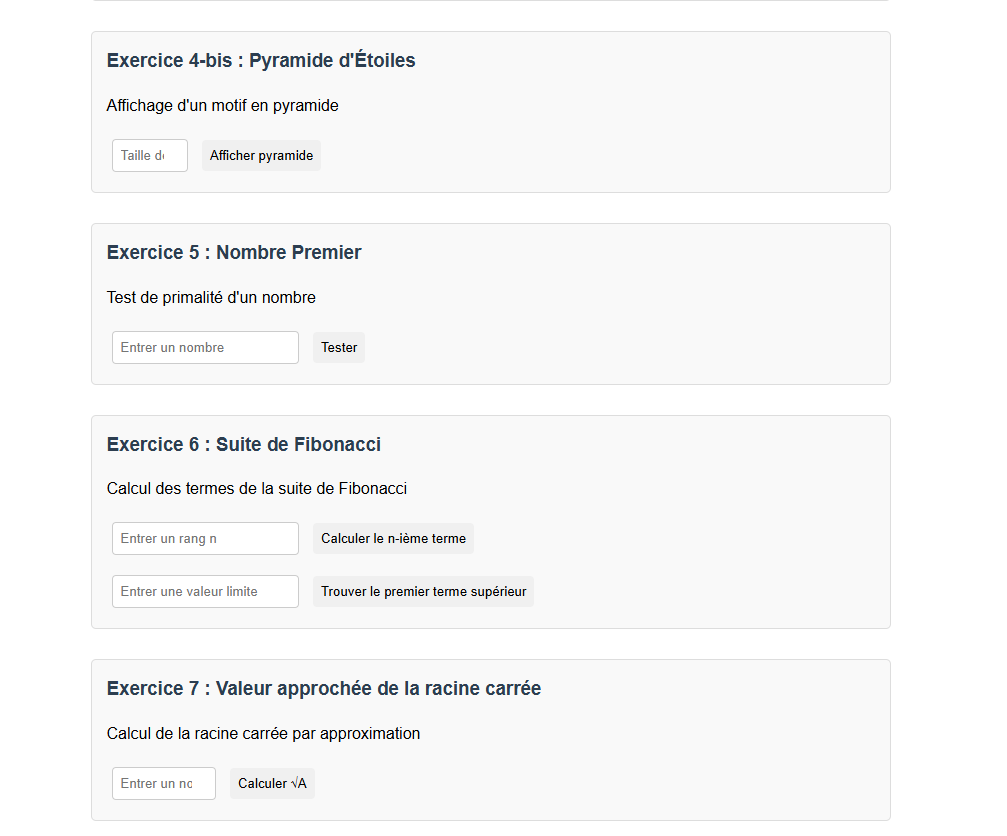 Exercice 4-bis : Pyramide d'Étoiles
Affichage d'un motif en pyramide
Taille de Afficher pyramide
Exercice 5 : Nombre Premier
Test de primalité d'un nombre
Entrer un nombre Tester
Exercice 6 : Suite de Fibonacci
Calcul des termes de la suite de Fibonacci
Entrer un rang n Calculer le n-ième terme
Entrer une valeur limite Trouver le premier terme supérieur
Exercice 7 : Valeur approchée de la racine carrée
Calcul de la racine carrée par approximation
Entrer un no Calculer √A